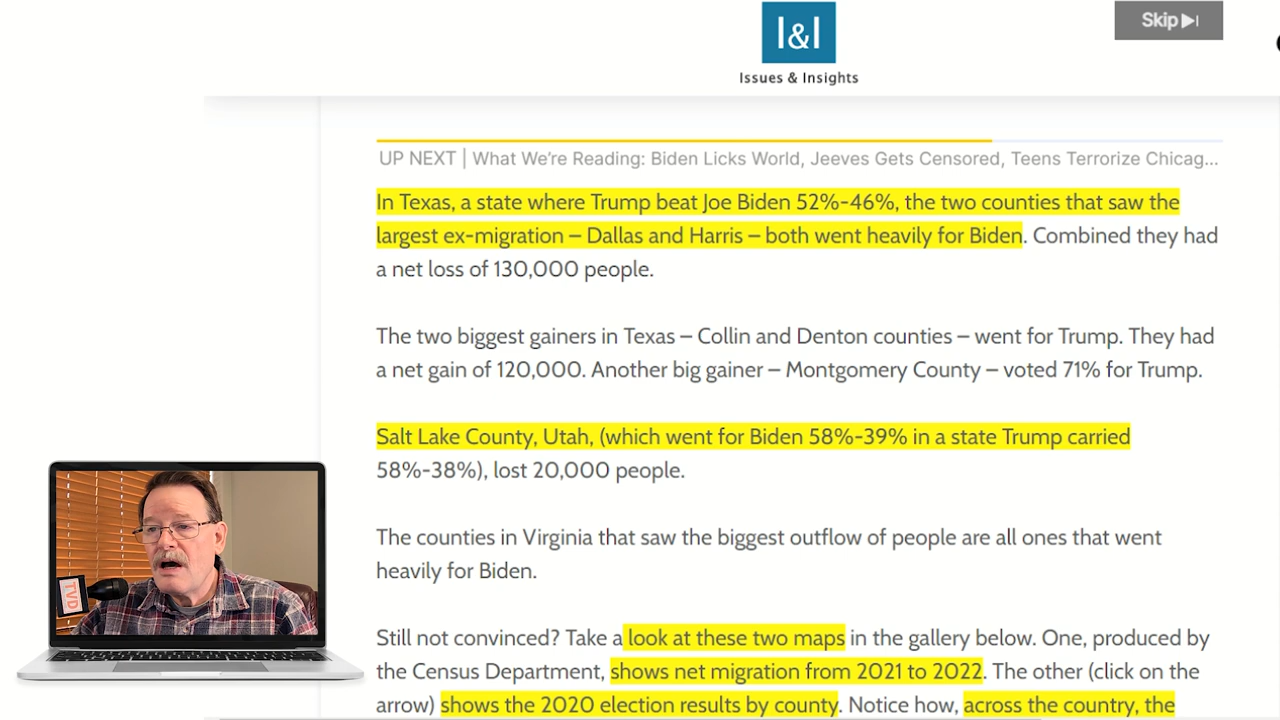 I&I
Skip
Issues & Insights
UP NEXT | What We're Reading: Biden Licks World, Jeeves Gets Censored, Teens Terrorize Chicag...
In Texas, a state where Trump beat Joe Biden 52%-46%, the two counties that saw the
largest ex-migration – Dallas and Harris – both went heavily for Biden. Combined they had
a net loss of 130,000 people.
The two biggest gainers in Texas – Collin and Denton counties – went for Trump. They had
a net gain of 120,000. Another big gainer – Montgomery County – voted 71% for Trump.
Salt Lake County, Utah, (which went for Biden 58%-39% in a state Trump carried
58%-38%), lost 20,000 people.
The counties in Virginia that saw the biggest outflow of people are all ones that went
heavily for Biden.
TVD
Still not convinced? Take a look at these two maps in the gallery below. One, produced by
the Census Department, shows net migration from 2021 to 2022. The other (click on the
arrow) shows the 2020 election results by county. Notice how, across the country, the